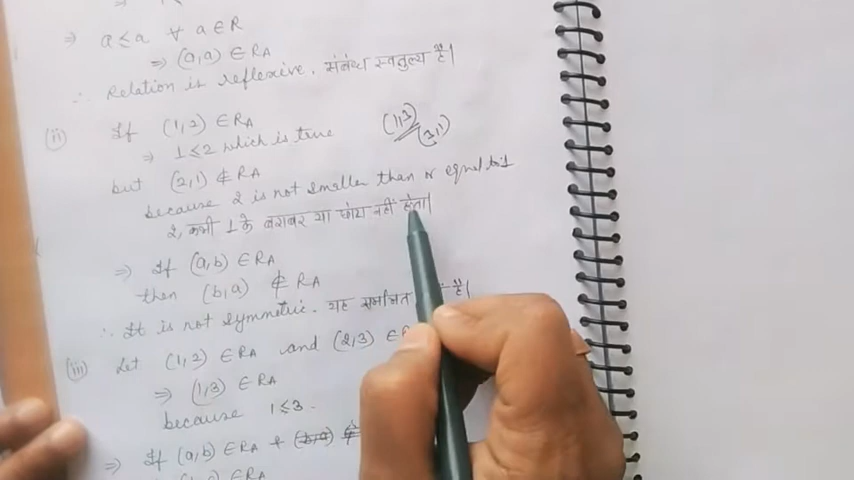 ⇒ a ≤ a ∀ a ∈ R
⇒ (a,a) ∈ RA
∴ Relation is reflexive. संबंध स्वतुल्य है।
(ii) If (1,2) ∈ RA
⇒ 1 ≤ 2 which is true
(1,3)
(3,1)
but (2,1) ∉ RA
because 2 is not smaller than or equal to 1
2, कभी 1 के बराबर या छोटा नहीं होता।
⇒ If (a,b) ∈ RA
then (b,a) ∉ RA
∴ It is not symmetric. यह सममित है।
(iii) Let (1,2) ∈ RA and (2,3) ∈
⇒ (1,3) ∈ RA
because 1 ≤ 3.
⇒ If (a,b) ∈ RA +
∈ RA